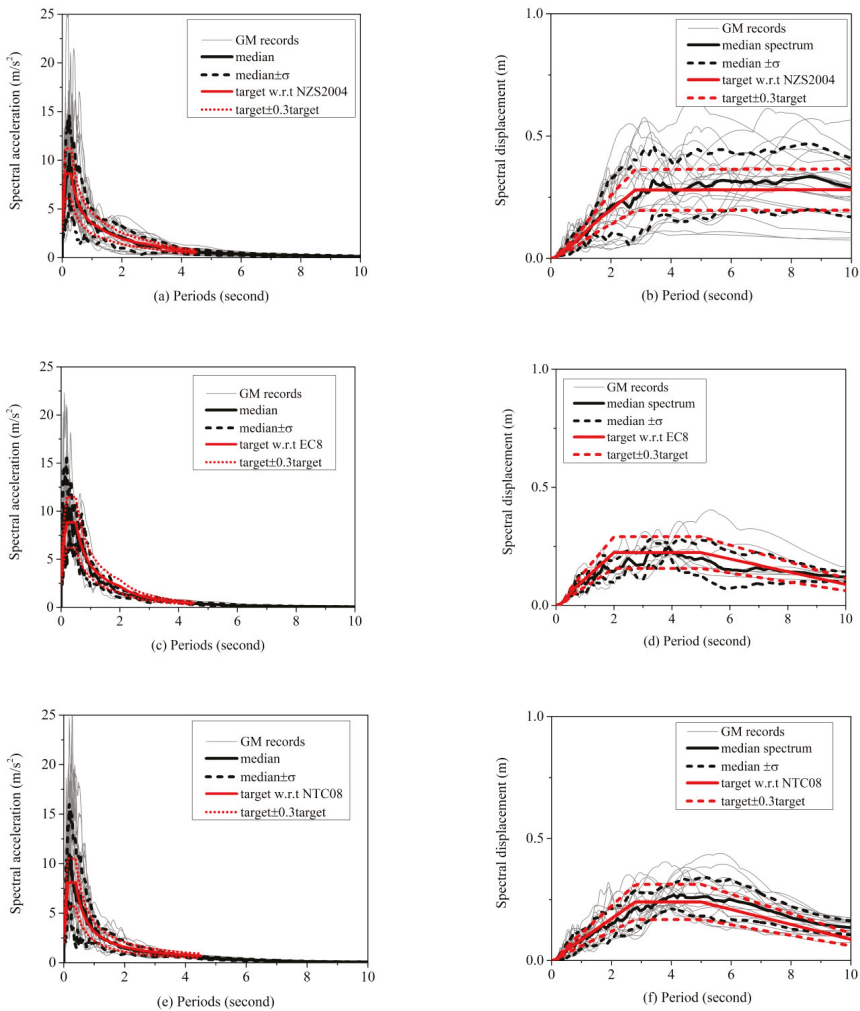 25
20
15
10
5
0
0
2
4
6
8
10
Spectral acceleration (m/s²)
GM records
median
median±σ
target w.r.t NZS2004
target±0.3target
(a) Periods (second)
1.0
0.5
0.0
0
2
4
6
8
10
Spectral displacement (m)
GM records
median spectrum
median ±σ
target w.r.t NZS2004
target±0.3target
(b) Period (second)
25
20
15
10
5
0
0
2
4
6
8
10
Spectral acceleration (m/s²)
GM records
median
median±σ
target w.r.t EC8
target±0.3target
(c) Periods (second)
1.0
0.5
0.0
0
2
4
6
8
10
Spectral displacement (m)
GM records
median spectrum
median ±σ
target w.r.t EC8
target±0.3target
(d) Period (second)
25
20
15
10
5
0
0
2
4
6
8
10
Spectral acceleration (m/s²)
GM records
median
median±σ
target w.r.t NTC08
target±0.3target
(e) Periods (second)
1.0
0.5
0.0
0
2
4
6
8
10
Spectral displacement (m)
GM records
median spectrum
median ±σ
target w.r.t NTC08
target±0.3target
(f) Period (second)